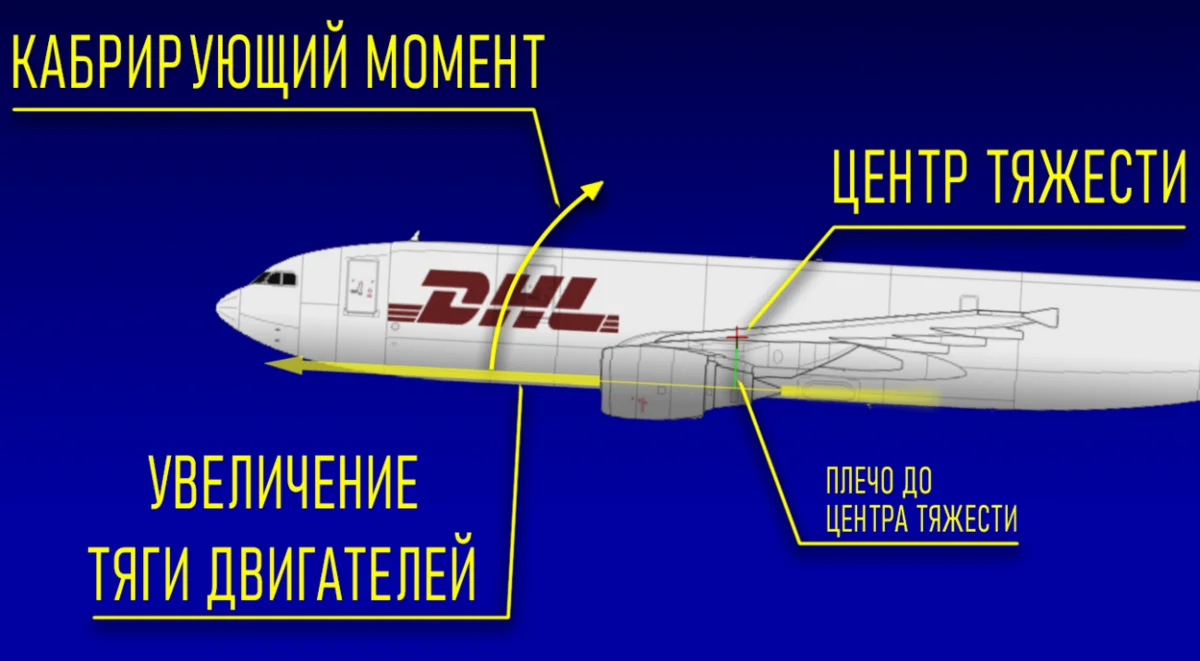 КАБРИРУЮЩИЙ МОМЕНТ
ЦЕНТР ТЯЖЕСТИ
DHL
УВЕЛИЧЕНИЕ
ТЯГИ ДВИГАТЕЛЕЙ
ПЛЕЧО ДО
ЦЕНТРА ТЯЖЕСТИ